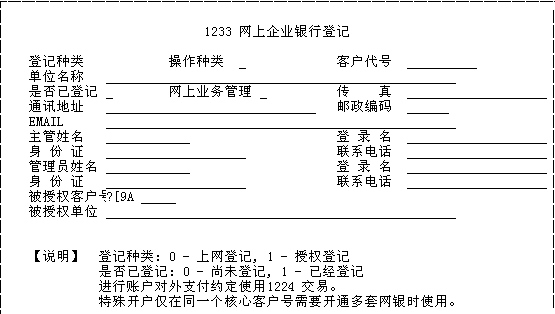 1233 网上企业银行登记
登记种类 操作种类 _ 客户代号 __________
单位名称
是否已登记 _ 网上业务管理 _ 传 真
通讯地址 邮政编码
EMAIL
主管姓名 登 录 名
身 份 证 联系电话
管理员姓名 登 录 名
身 份 证 联系电话
被授权客户号?[9A _____
被授权单位
【说明】 登记种类：0 - 上网登记, 1 - 授权登记
是否已登记：0 - 尚未登记, 1 - 已经登记
进行账户对外支付约定使用1224 交易。
特殊开户仅在同一个核心客户号需要开通多套网银时使用。